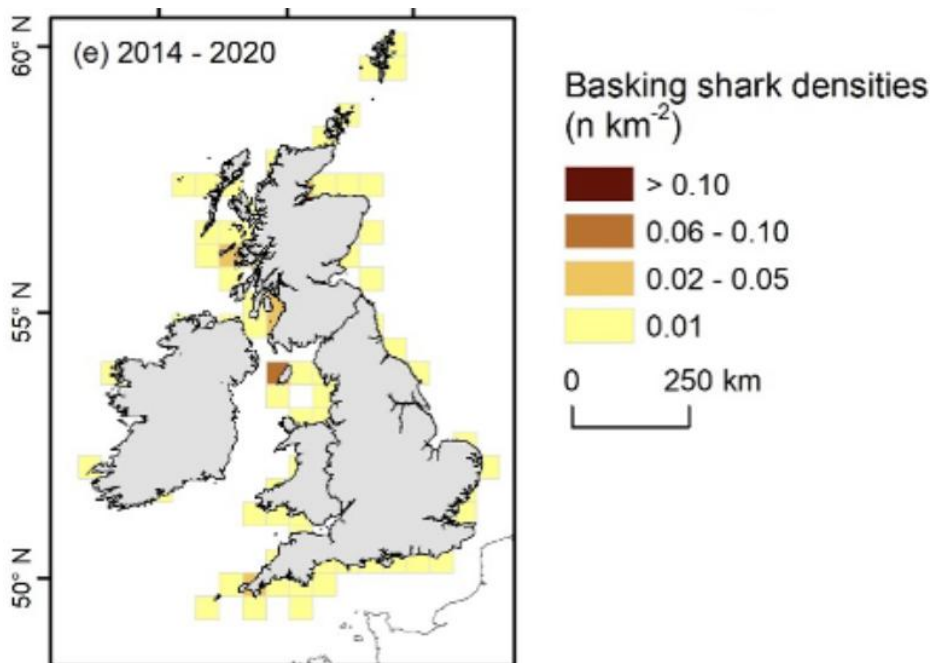 (e) 2014 - 2020
60° N
55° N
50° N
Basking shark densities
(n km⁻²)
> 0.10
0.06 - 0.10
0.02 - 0.05
0.01
0 250 km